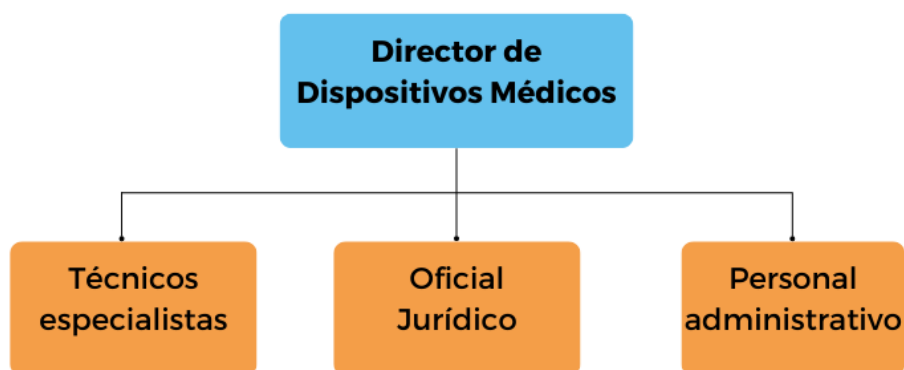 Director de
Dispositivos Médicos
Técnicos
especialistas
Oficial
Jurídico
Personal
administrativo